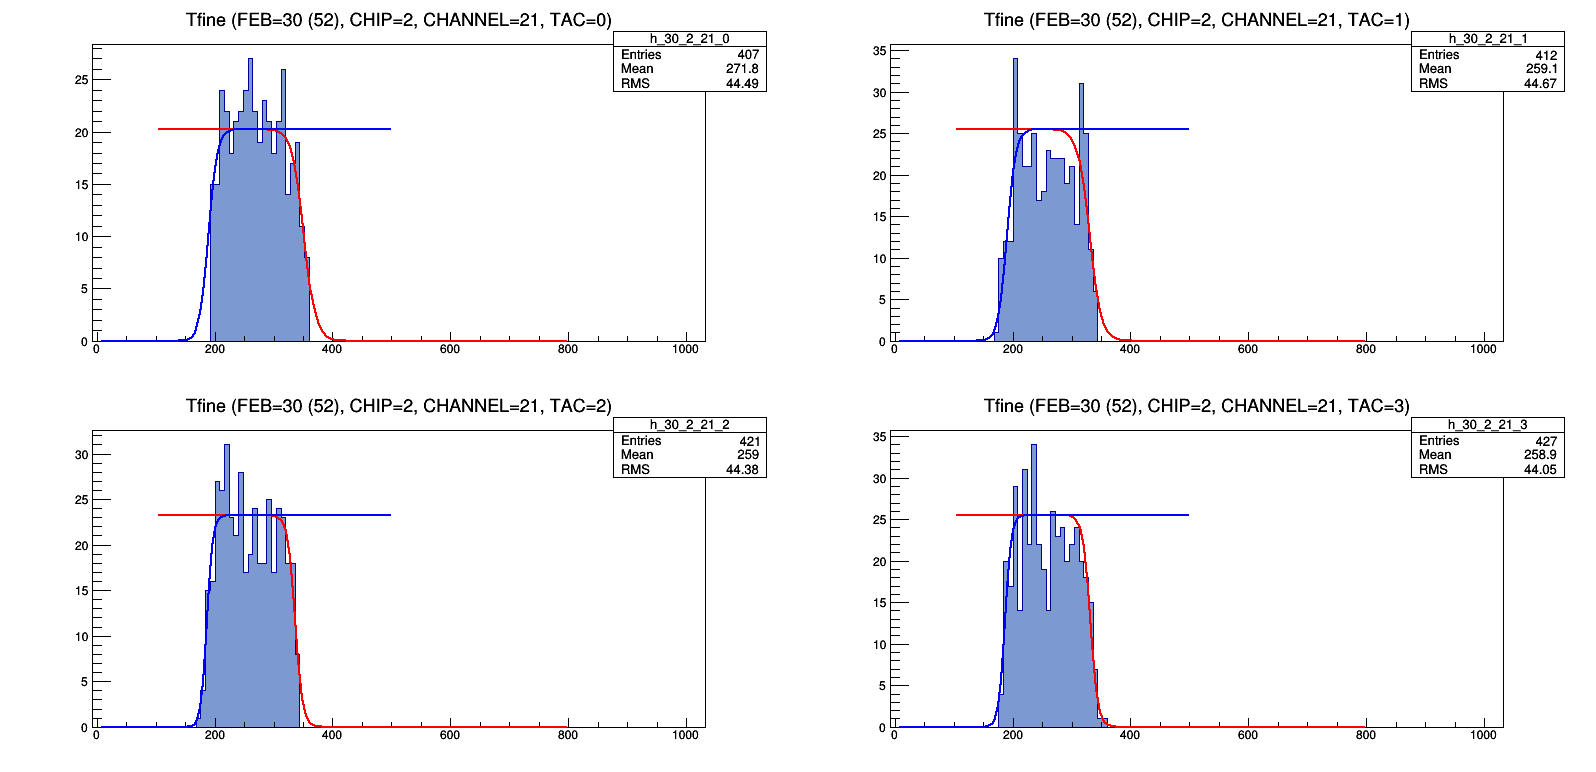 Tfine (FEB=30 (52), CHIP=2, CHANNEL=21, TAC=0)
h_30_2_21_0
Entries 407
Mean 271.8
RMS 44.49
25
20
15
10
5
0
0 200 400 600 800 1000
Tfine (FEB=30 (52), CHIP=2, CHANNEL=21, TAC=1)
h_30_2_21_1
Entries 412
Mean 259.1
RMS 44.67
35
30
25
20
15
10
5
0
0 200 400 600 800 1000
Tfine (FEB=30 (52), CHIP=2, CHANNEL=21, TAC=2)
h_30_2_21_2
Entries 421
Mean 259
RMS 44.38
30
25
20
15
10
5
0
0 200 400 600 800 1000
Tfine (FEB=30 (52), CHIP=2, CHANNEL=21, TAC=3)
h_30_2_21_3
Entries 427
Mean 258.9
RMS 44.05
35
30
25
20
15
10
5
0
0 200 400 600 800 1000